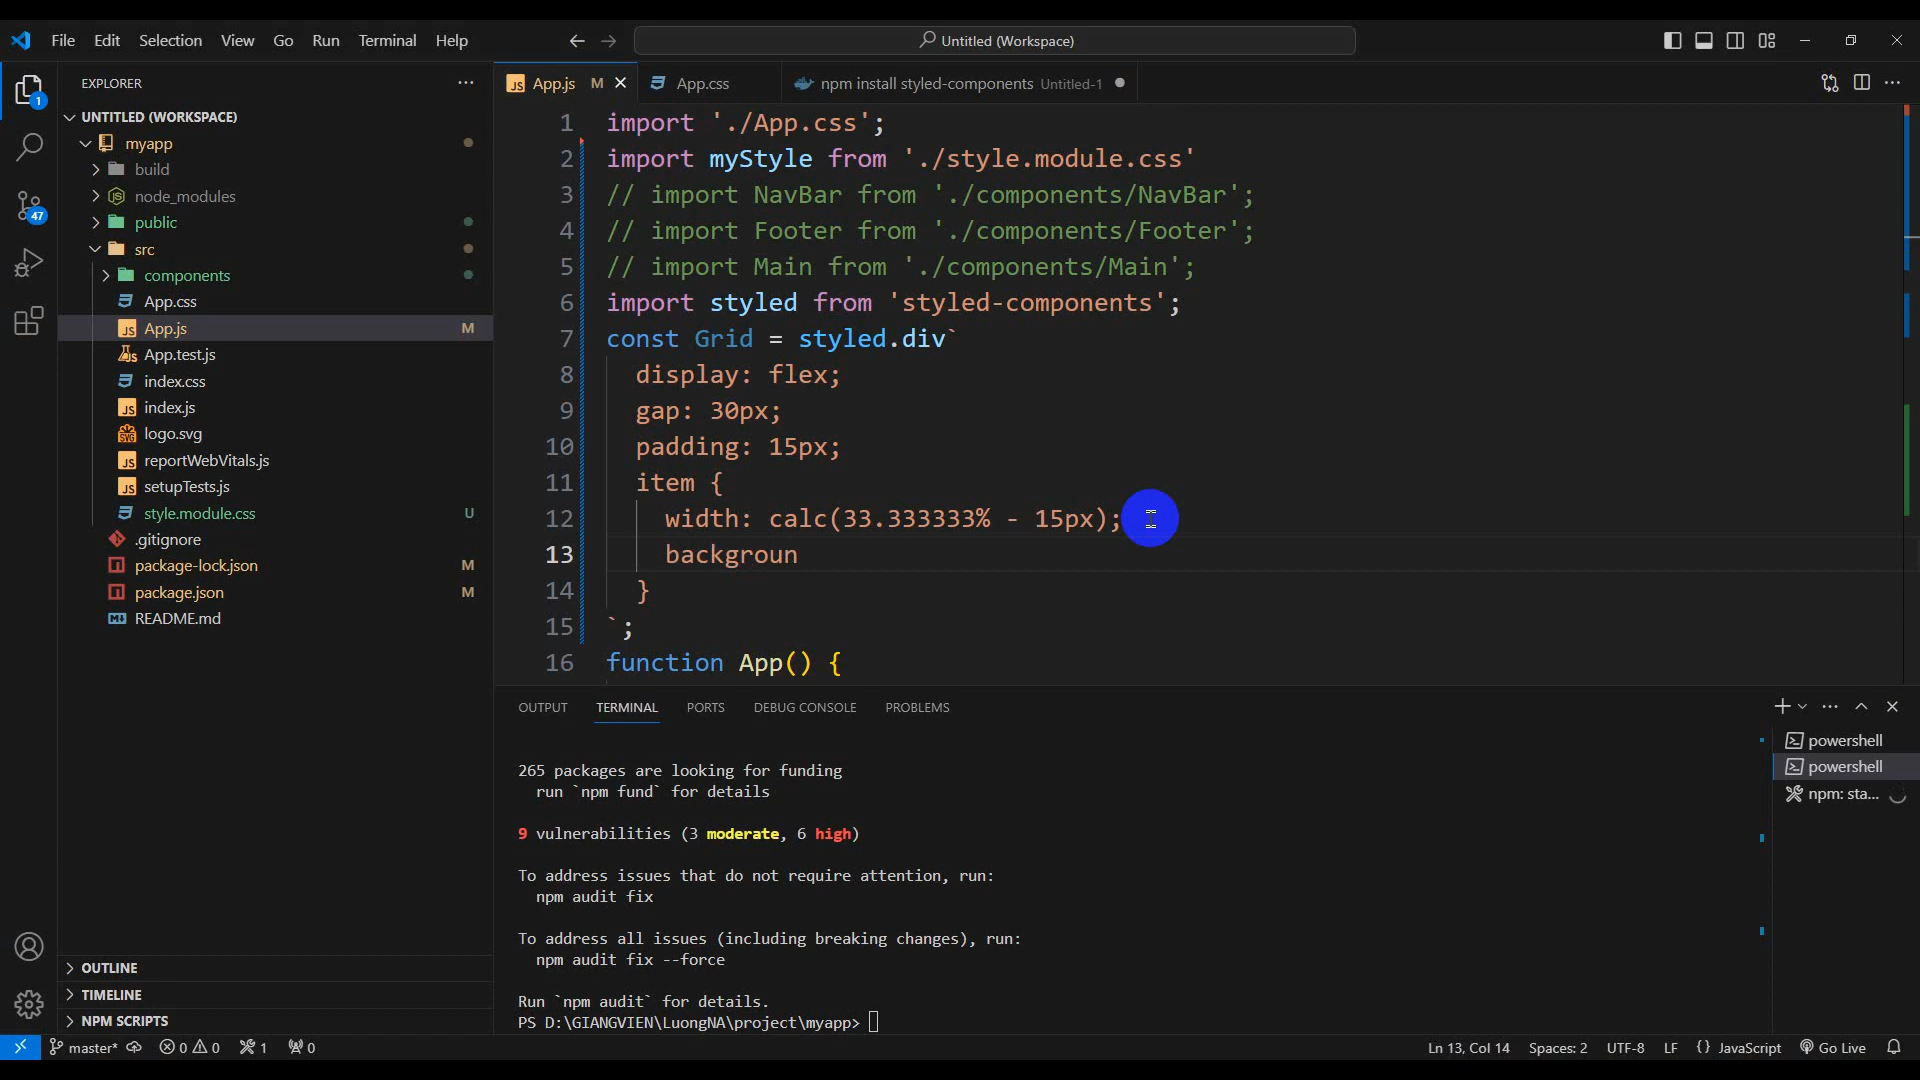 File Edit Selection View Go Run Terminal Help
Untitled (Workspace)
EXPLORER
App.js M
App.css
npm install styled-components Untitled-1
UNTITLED (WORKSPACE)
myapp
build
node_modules
public
src
components
App.css
App.js M
App.test.js
index.css
index.js
logo.svg
reportWebVitals.js
setupTests.js
style.module.css U
.gitignore
package-lock.json M
package.json M
README.md
OUTLINE
TIMELINE
NPM SCRIPTS
1
47
1 import './App.css';
2 import myStyle from './style.module.css'
3 // import NavBar from './components/NavBar';
4 // import Footer from './components/Footer';
5 // import Main from './components/Main';
6 import styled from 'styled-components';
7 const Grid = styled.div`
8 display: flex;
9 gap: 30px;
10 padding: 15px;
11 item {
12 width: calc(33.333333% - 15px);
13 backgroun
14 }
15 `;
16 function App() {
OUTPUT TERMINAL PORTS DEBUG CONSOLE PROBLEMS
265 packages are looking for funding
run `npm fund` for details
9 vulnerabilities (3 moderate, 6 high)
To address issues that do not require attention, run:
npm audit fix
To address all issues (including breaking changes), run:
npm audit fix --force
Run `npm audit` for details.
PS D:\GIANGVIEN\LuongNA\project\myapp>
powershell
powershell
npm: sta...
master* 0 0 1 0
Ln 13, Col 14 Spaces: 2 UTF-8 LF {} JavaScript Go Live